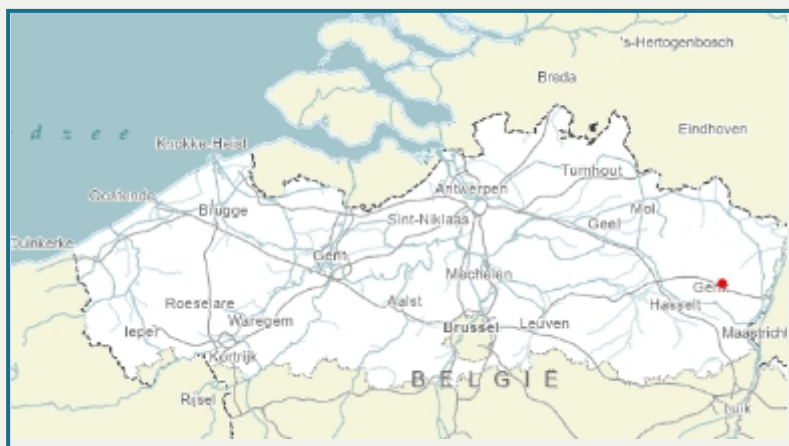 's-Hertogenbosch
Breda
d z e e
Eindhoven
Knokke-Heist
Turnhout
Antwerpen
Oostende
Mol
Brugge
Sint-Niklaas
Geel
Duinkerke
Gent
Mechelen
Genk
Roeselare
Aalst
Hasselt
Waregem
Ieper
Brussel
Leuven
Maastricht
Kortrijk
BELGIË
Rijsel
Luik